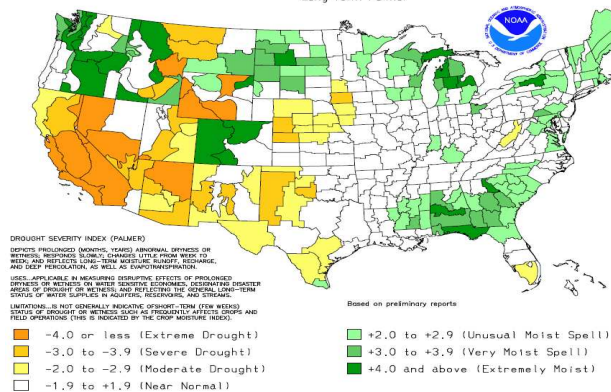 Long Term Palmer
NOAA
DROUGHT SEVERITY INDEX (PALMER)
DEPICTS PROLONGED (MONTHS, YEARS) ABNORMAL DRYNESS OR
WETNESS; RESPONDS SLOWLY; CHANGES LITTLE FROM WEEK TO
WEEK; AND REFLECTS LONG-TERM MOISTURE RUNOFF, RECHARGE,
AND DEEP PERCOLATION, AS WELL AS EVAPOTRANSPIRATION.
USES...APPLICABLE IN MEASURING DISRUPTIVE EFFECTS OF PROLONGED
DRYNESS OR WETNESS ON WATER SENSITIVE ECONOMIES, DESIGNATING DISASTER
AREAS OF DROUGHT OR WETNESS; AND REFLECTING THE GENERAL, LONG-TERM
STATUS OF WATER SUPPLIES IN AQUIFERS, RESERVOIRS, AND STREAMS.
LIMITATIONS...IS NOT GENERALLY INDICATIVE OFSHORT-TERM (FEW WEEKS)
STATUS OF DROUGHT OR WETNESS SUCH AS FREQUENTLY AFFECTS CROPS AND
FIELD OPERATIONS (THIS IS INDICATED BY THE CROP MOISTURE INDEX).
Based on preliminary reports
-4.0 or less (Extreme Drought)
-3.0 to -3.9 (Severe Drought)
-2.0 to -2.9 (Moderate Drought)
-1.9 to +1.9 (Near Normal)
+2.0 to +2.9 (Unusual Moist Spell)
+3.0 to +3.9 (Very Moist Spell)
+4.0 and above (Extremely Moist)